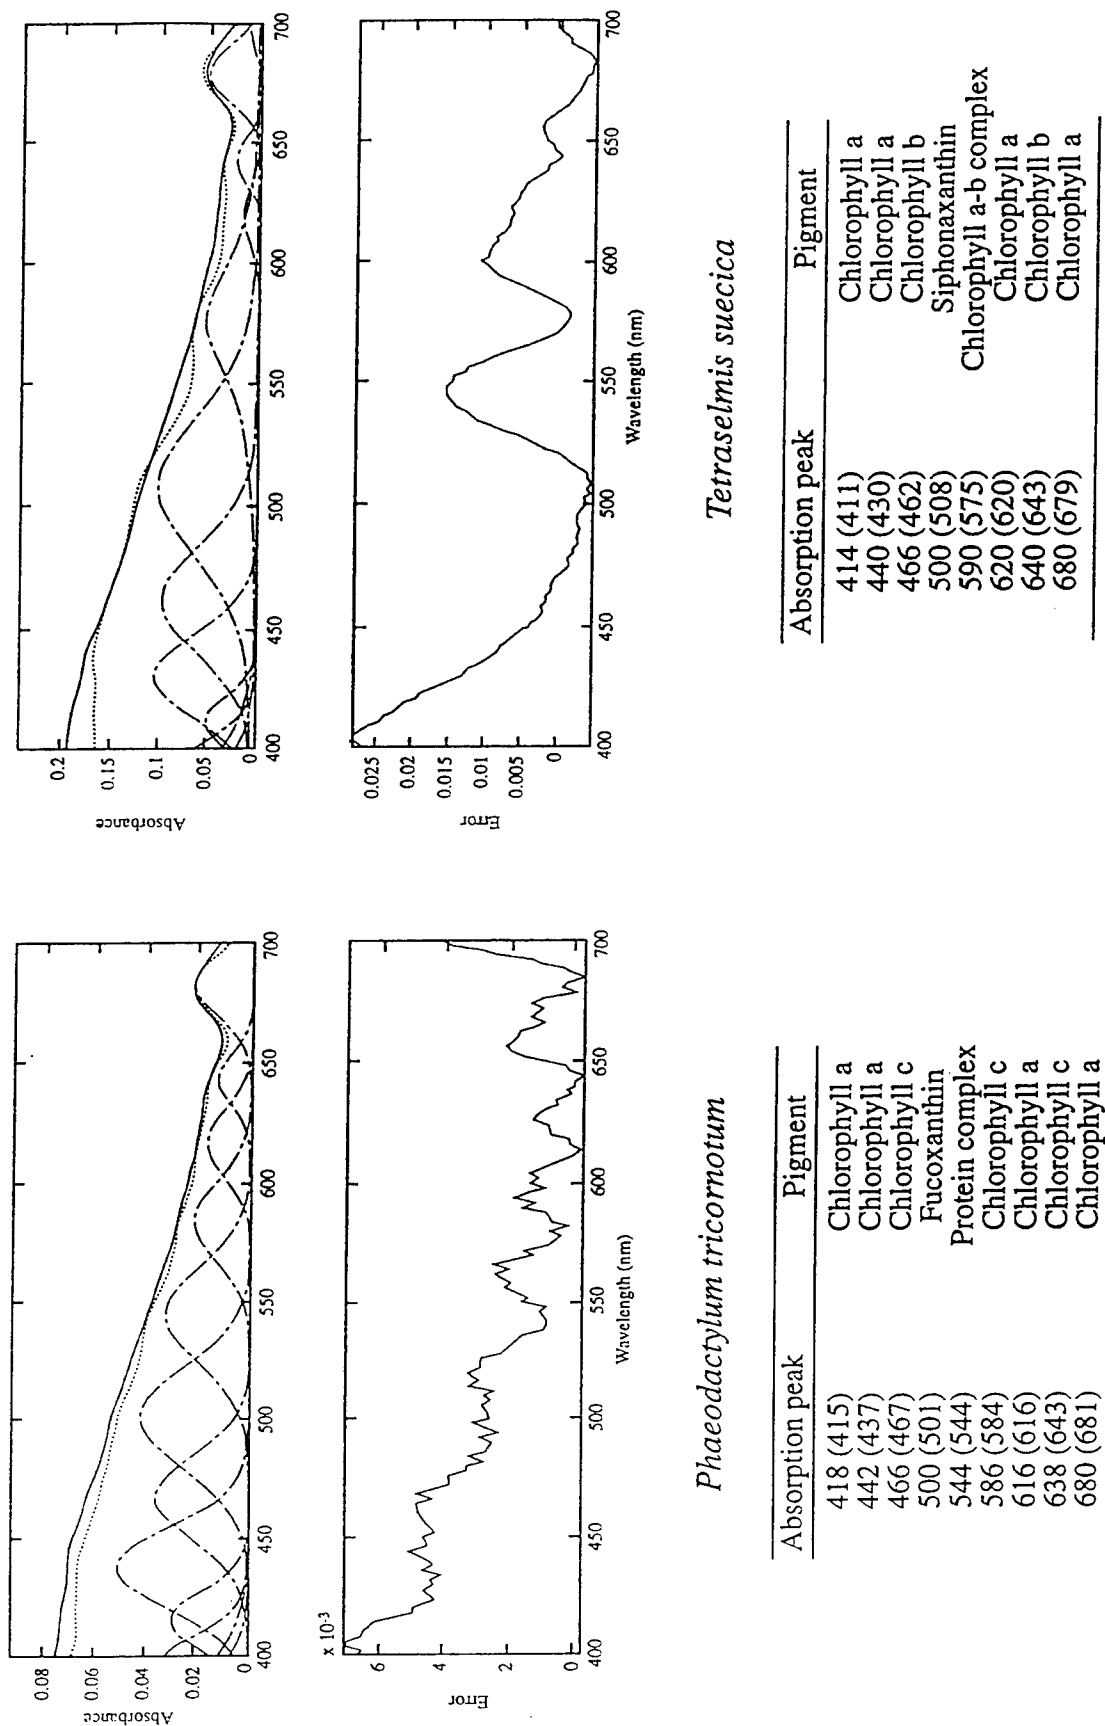 Absorbance
0.08
0.06
0.04
0.02
0
400
450
500
550
600
650
700
x 10-3
Error
6
4
2
0
400
450
500
550
600
650
700
Wavelength (nm)
Phaeodactylum tricornotum
Absorption peak Pigment
418 (415) Chlorophyll a
442 (437) Chlorophyll a
466 (467) Chlorophyll c
500 (501) Fucoxanthin
544 (544) Protein complex
586 (584) Chlorophyll c
616 (616) Chlorophyll a
638 (643) Chlorophyll c
680 (681) Chlorophyll a
Absorbance
0.2
0.15
0.1
0.05
0
400
450
500
550
600
650
700
Error
0.025
0.02
0.015
0.01
0.005
0
400
450
500
550
600
650
700
Wavelength (nm)
Tetraselmis suecica
Absorption peak Pigment
414 (411) Chlorophyll a
440 (430) Chlorophyll a
466 (462) Chlorophyll b
500 (508) Siphonaxanthin
590 (575) Chlorophyll a-b complex
620 (620) Chlorophyll a
640 (643) Chlorophyll b
680 (679) Chlorophyll a